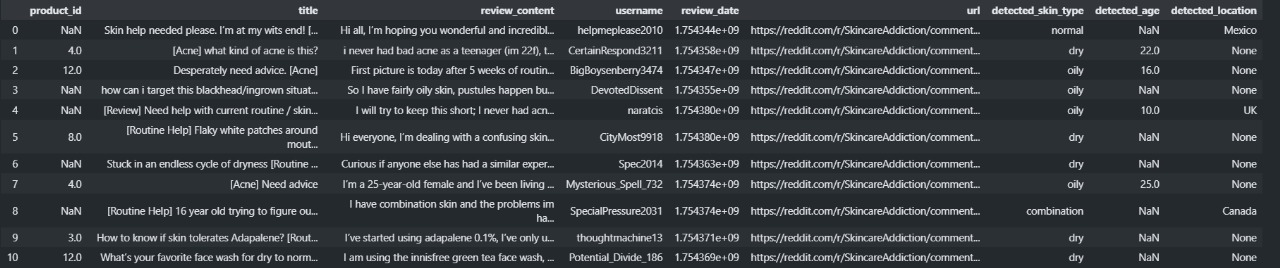 product_id title review_content username review_date url detected_skin_type detected_age detected_location
0 NaN Skin help needed please. I'm at my wits end! [... Hi all, I'm hoping you wonderful and incredibl... helpmeplease2010 1.754344e+09 https://reddit.com/r/SkincareAddiction/comment... normal NaN Mexico
1 4.0 [Acne] what kind of acne is this? i never had bad acne as a teenager (im 22f), t... CertainRespond3211 1.754358e+09 https://reddit.com/r/SkincareAddiction/comment... dry 22.0 None
2 12.0 Desperately need advice. [Acne] First picture is today after 5 weeks of routin... BigBoysenberry3474 1.754347e+09 https://reddit.com/r/SkincareAddiction/comment... oily 16.0 None
3 NaN how can i target this blackhead/ingrown situat... So I have fairly oily skin, pustules happen bu... DevotedDissent 1.754355e+09 https://reddit.com/r/SkincareAddiction/comment... oily NaN None
4 NaN [Review] Need help with current routine / skin... I will try to keep this short; I never had acn... naratcis 1.754380e+09 https://reddit.com/r/SkincareAddiction/comment... oily 10.0 UK
5 8.0 [Routine Help] Flaky white patches around
mout... Hi everyone, I'm dealing with a confusing skin... CityMost9918 1.754380e+09 https://reddit.com/r/SkincareAddiction/comment... dry NaN None
6 NaN Stuck in an endless cycle of dryness [Routine ... Curious if anyone else has had a similar exper... Spec2014 1.754363e+09 https://reddit.com/r/SkincareAddiction/comment... dry NaN None
7 4.0 [Acne] Need advice I'm a 25-year-old female and I've been living ... Mysterious_Spell_732 1.754374e+09 https://reddit.com/r/SkincareAddiction/comment... oily 25.0 None
8 NaN [Routine Help] 16 year old trying to figure ou... I have combination skin and the problems im
ha... SpecialPressure2031 1.754374e+09 https://reddit.com/r/SkincareAddiction/comment... combination NaN Canada
9 3.0 How to know if skin tolerates Adapalene? [Rout... I've started using adapalene 0.1%, I've only u... thoughtmachine13 1.754371e+09 https://reddit.com/r/SkincareAddiction/comment... dry NaN None
10 12.0 What's your favorite face wash for dry to norm... I am using the innisfree green tea face wash, ... Potential_Divide_186 1.754369e+09 https://reddit.com/r/SkincareAddiction/comment... dry NaN None